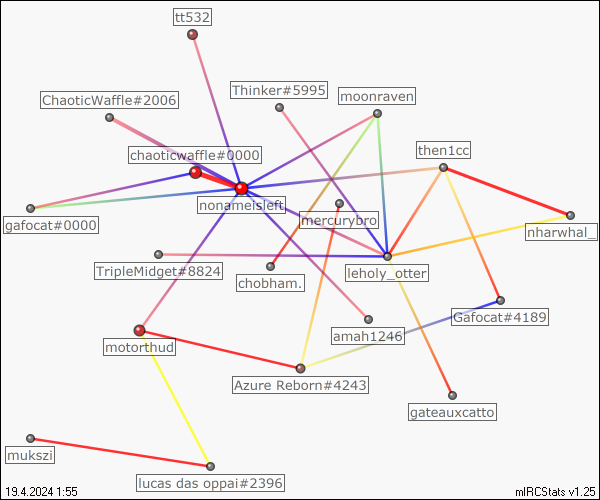 tt532
ChaoticWaffle#2006
Thinker#5995
moonraven
chaoticwaffle#0000
then1cc
nonameisleft
mercurybro
gafocat#0000
nharwhal_
TripleMidget#8824
chobham.
leholy_otter
Gafocat#4189
amah1246
motorthud
Azure Reborn#4243
gateauxcatto
mukszi
lucas das oppai#2396
19.4.2024 1:55
mIRCStats v1.25